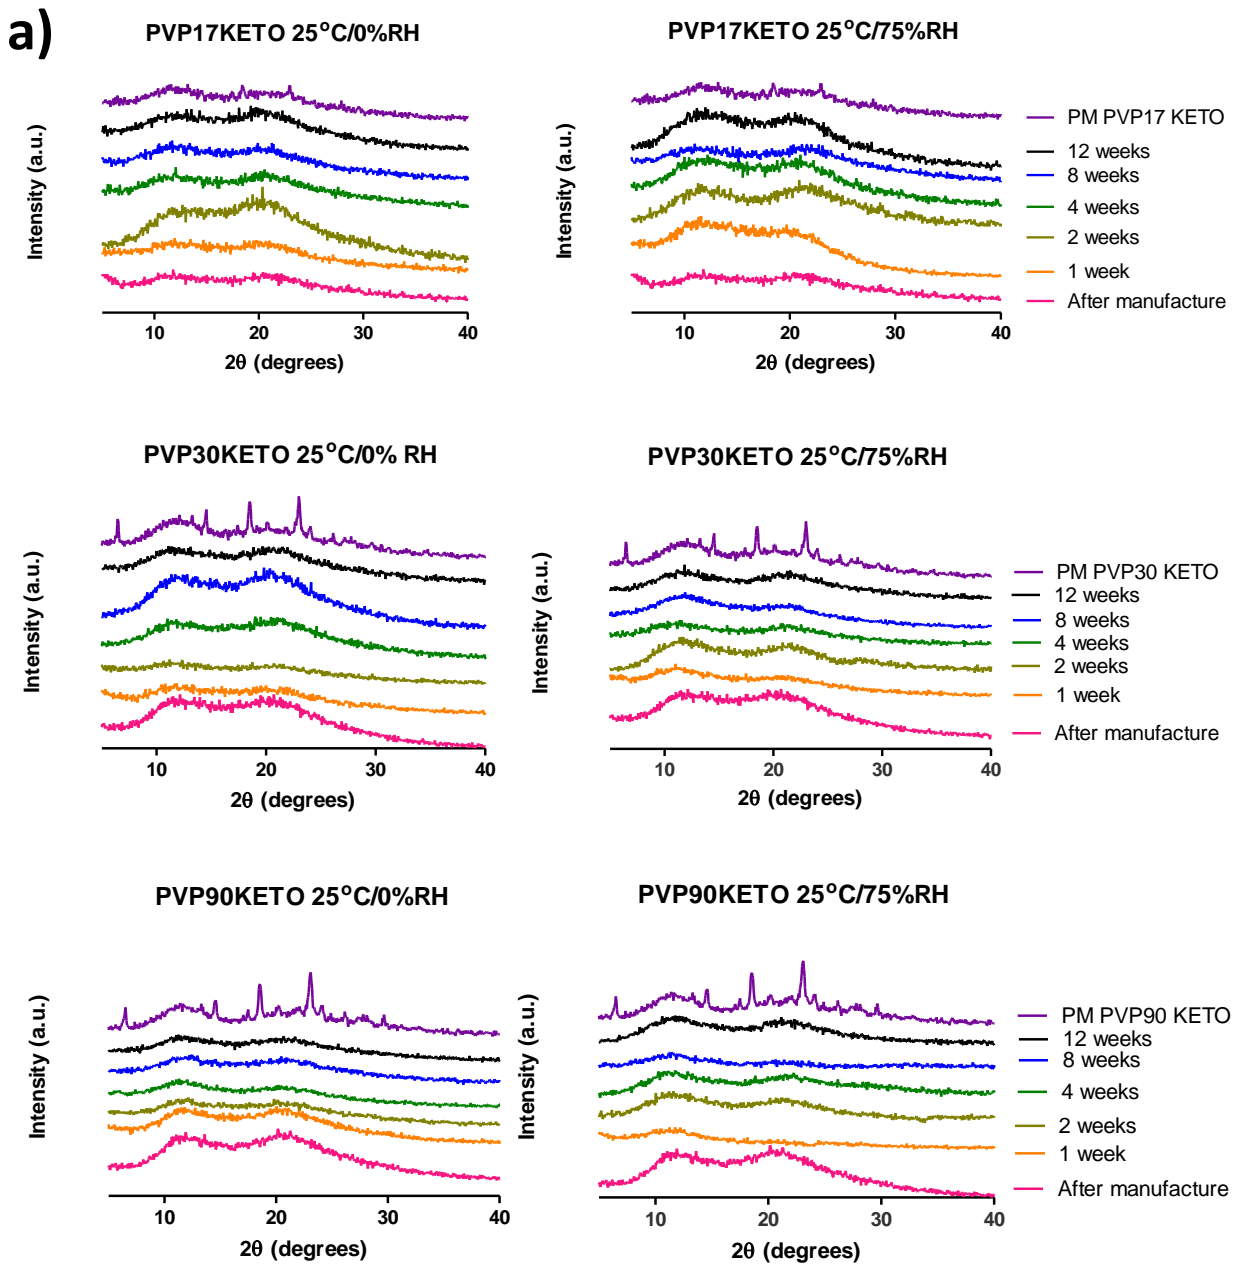 a)
PVP17KETO 25°C/0%RH
Intensity (a.u.)
10 20 30 40
2θ (degrees)
PVP17KETO 25°C/75%RH
Intensity (a.u.)
10 20 30 40
2θ (degrees)
PM PVP17 KETO
12 weeks
8 weeks
4 weeks
2 weeks
1 week
After manufacture
PVP30KETO 25°C/0% RH
Intensity (a.u.)
10 20 30 40
2θ (degrees)
PVP30KETO 25°C/75%RH
Intensity (a.u.)
10 20 30 40
2θ (degrees)
PM PVP30 KETO
12 weeks
8 weeks
4 weeks
2 weeks
1 week
After manufacture
PVP90KETO 25°C/0%RH
Intensity (a.u.)
10 20 30 40
2θ (degrees)
PVP90KETO 25°C/75%RH
Intensity (a.u.)
10 20 30 40
2θ (degrees)
PM PVP90 KETO
12 weeks
8 weeks
4 weeks
2 weeks
1 week
After manufacture